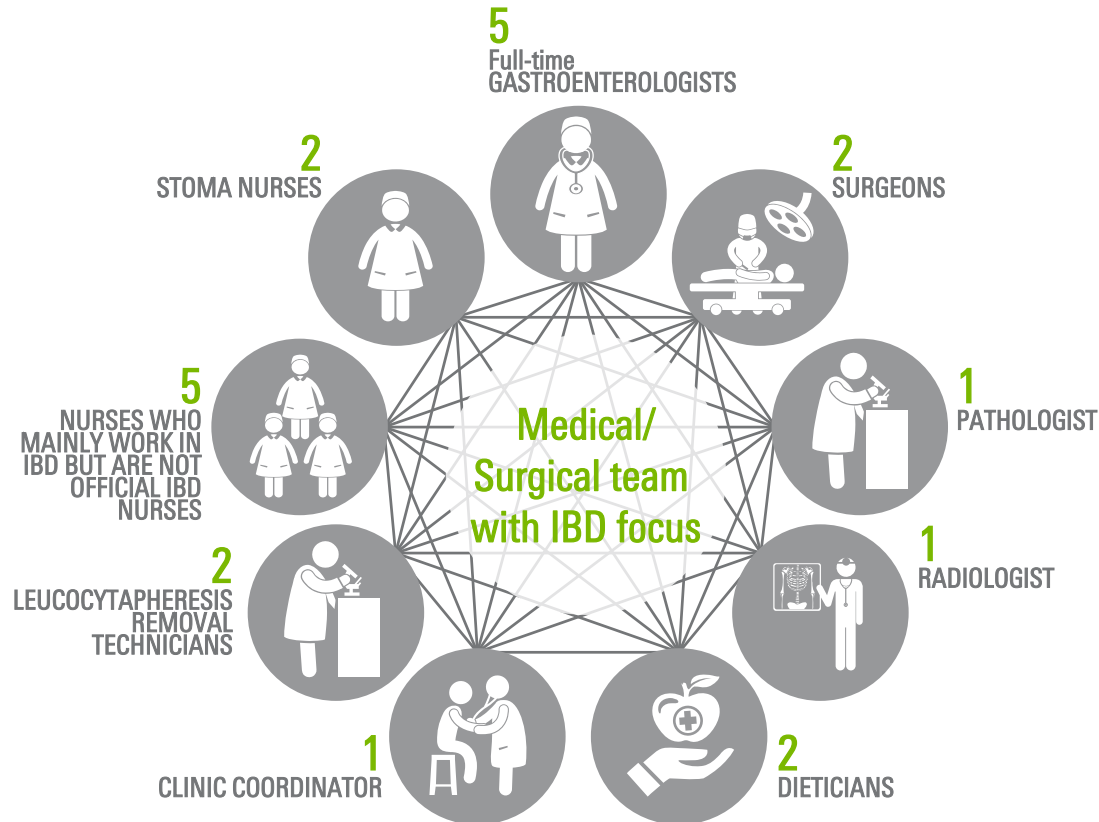 5
Full-time
GASTROENTEROLOGISTS
2
STOMA NURSES
2
SURGEONS
5
NURSES WHO
MAINLY WORK IN
IBD BUT ARE NOT
OFFICIAL IBD
NURSES
1
PATHOLOGIST
Medical/
Surgical team
with IBD focus
2
LEUCOCYTAPHERESIS
REMOVAL
TECHNICIANS
1
RADIOLOGIST
1
CLINIC COORDINATOR
2
DIETICIANS